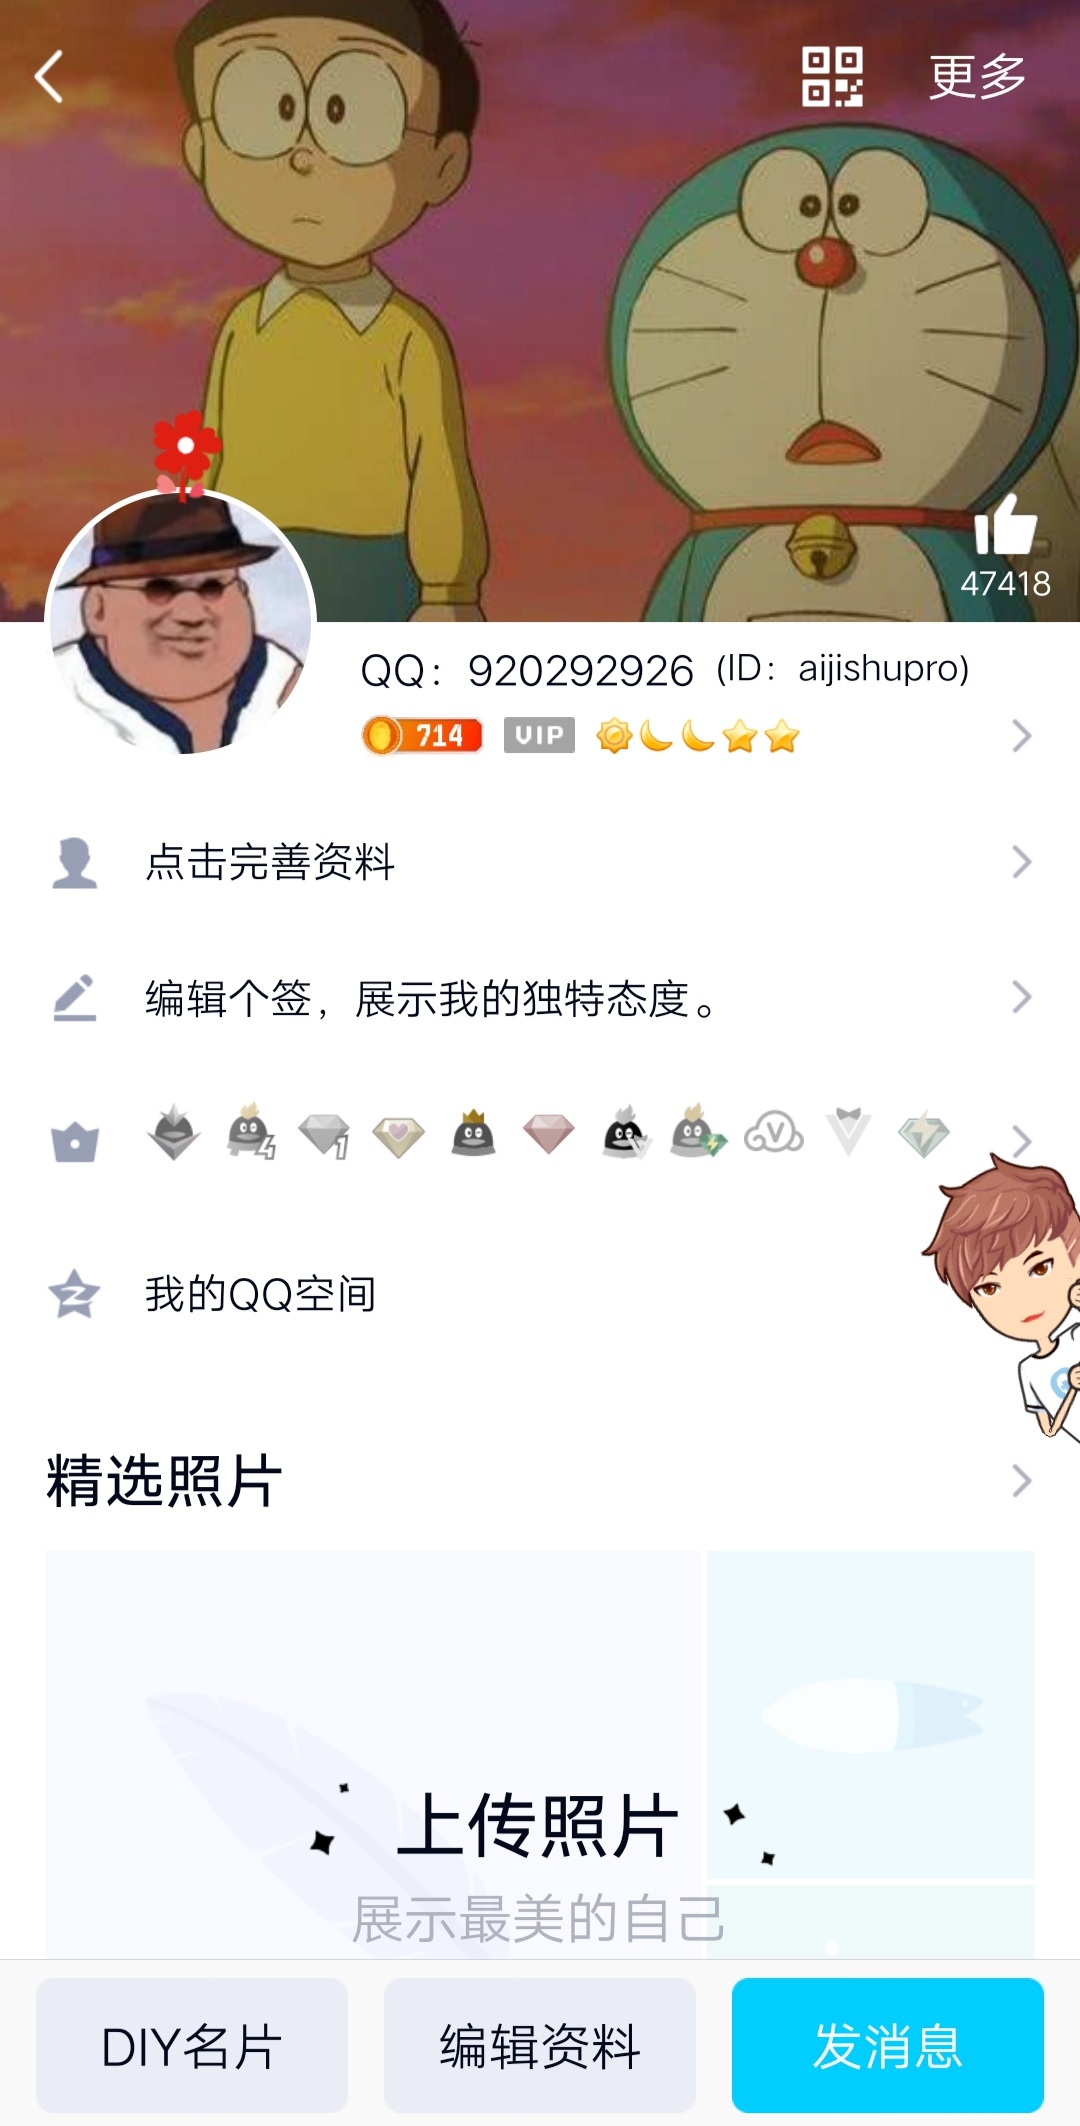 更多
47418
QQ：920292926（ID：aijishupro）
714 VIP
点击完善资料
编辑个签，展示我的独特态度。
我的QQ空间
精选照片
上传照片
展示最美的自己
DIY名片
编辑资料
发消息